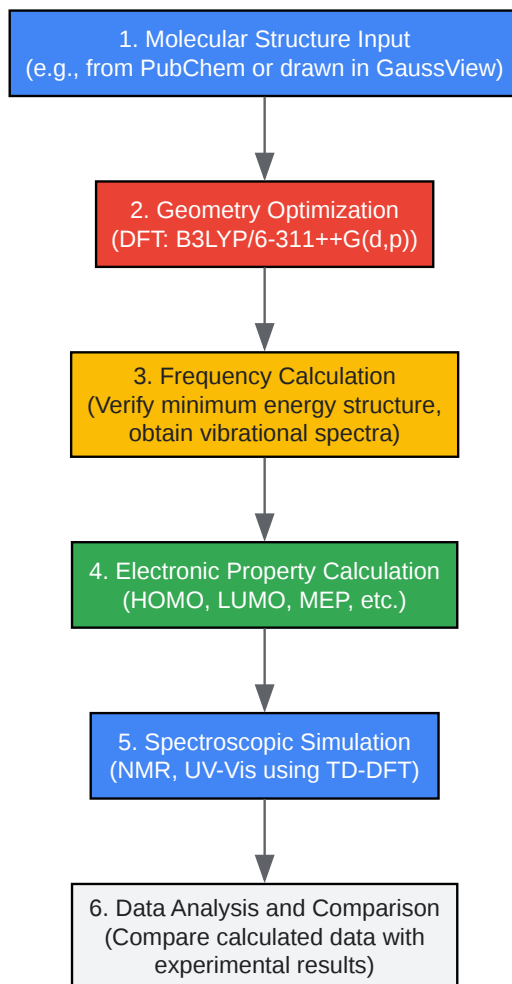 1. Molecular Structure Input
(e.g., from PubChem or drawn in GaussView)
2. Geometry Optimization
(DFT: B3LYP/6-311++G(d,p))
3. Frequency Calculation
(Verify minimum energy structure,
obtain vibrational spectra)
4. Electronic Property Calculation
(HOMO, LUMO, MEP, etc.)
5. Spectroscopic Simulation
(NMR, UV-Vis using TD-DFT)
6. Data Analysis and Comparison
(Compare calculated data with
experimental results)